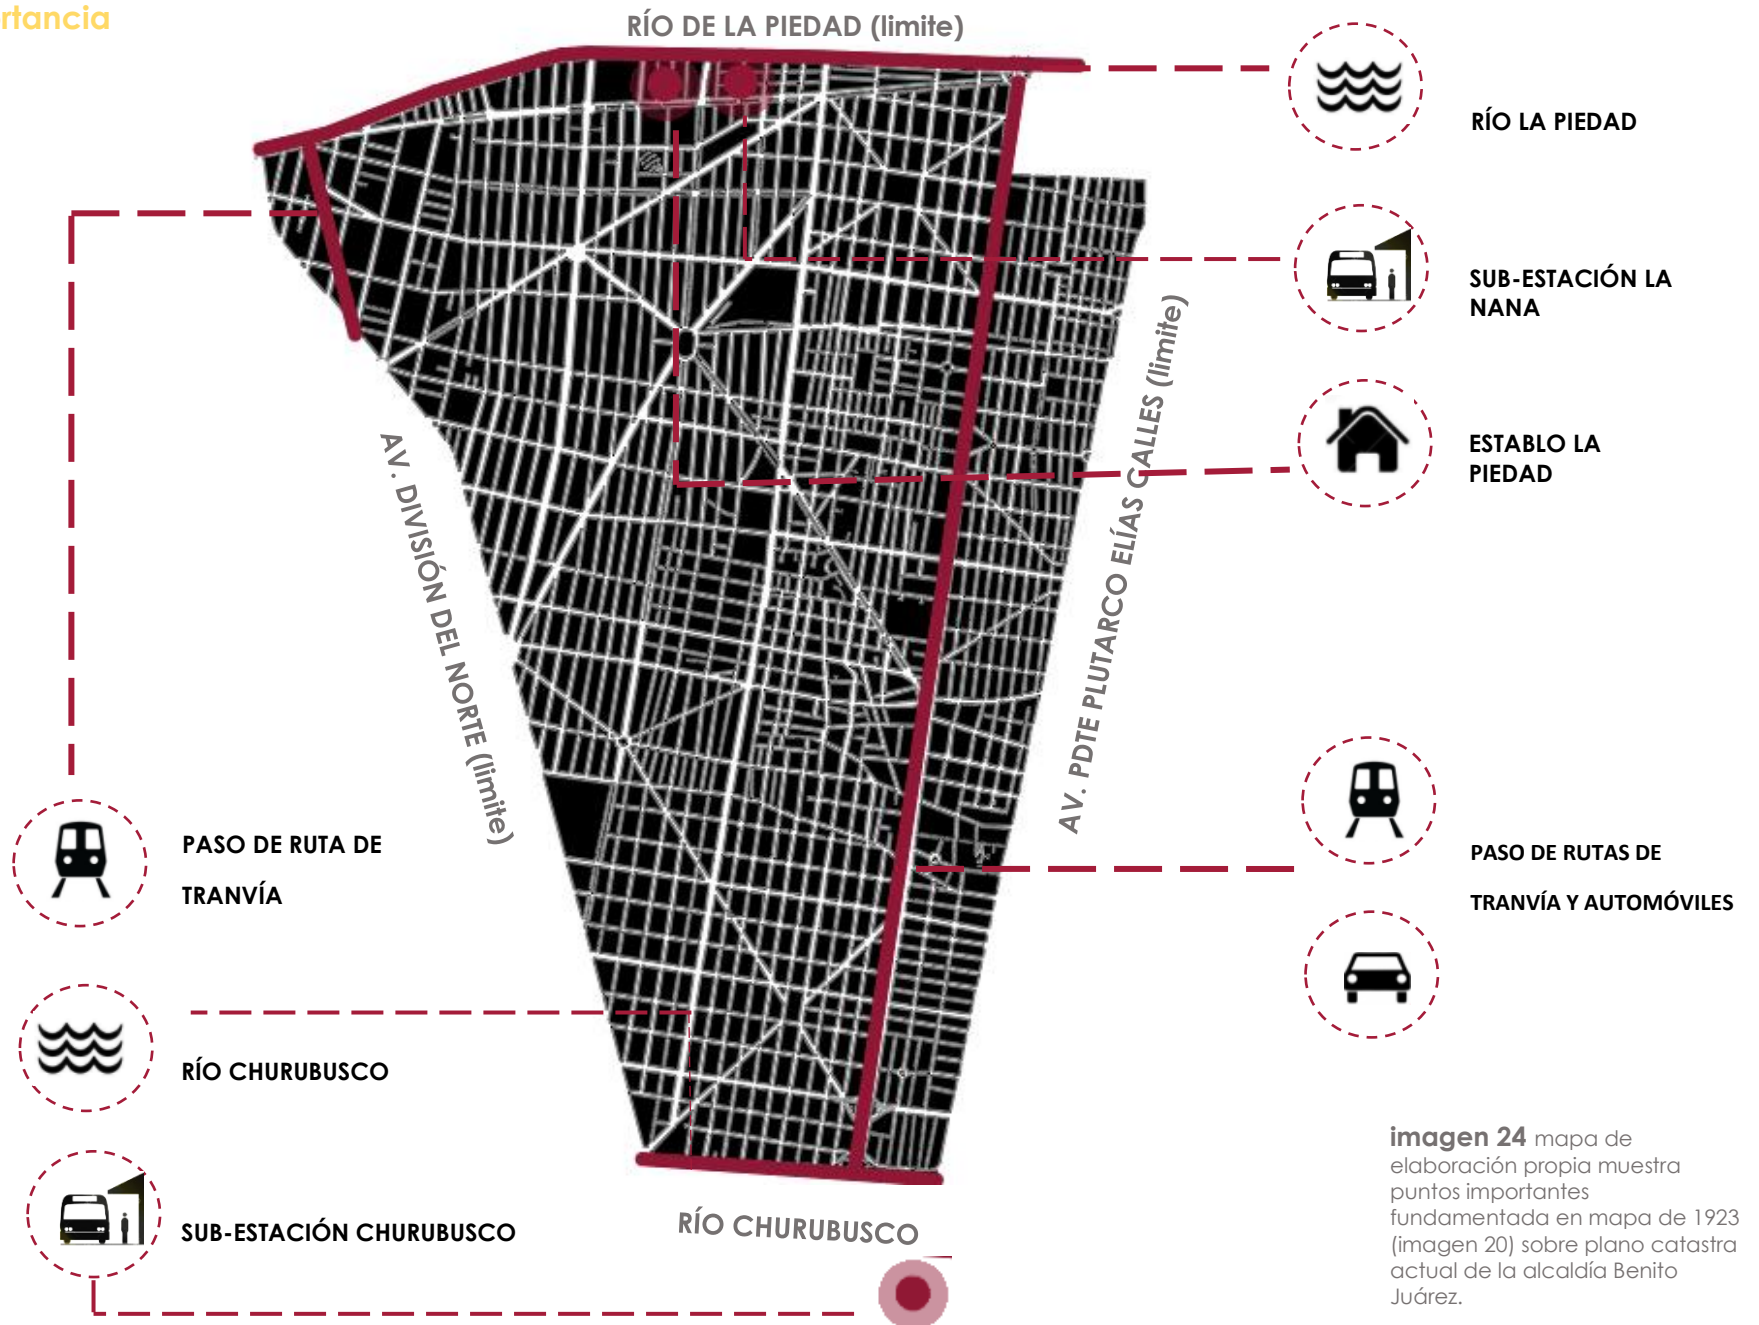 rtancia
RÍO DE LA PIEDAD (limite)
RÍO LA PIEDAD
SUB-ESTACIÓN LA
NANA
ESTABLO LA
PIEDAD
AV. DIVISIÓN DEL NORTE (limite)
AV. PDTE PLUTARCO ELÍAS CALLES (limite)
PASO DE RUTA DE
TRANVÍA
PASO DE RUTAS DE
TRANVÍA Y AUTOMÓVILES
RÍO CHURUBUSCO
SUB-ESTACIÓN CHURUBUSCO
RÍO CHURUBUSCO
imagen 24 mapa de
elaboración propia muestra
puntos importantes
fundamentada en mapa de 1923
(imagen 20) sobre plano catastra
actual de la alcaldía Benito
Juárez.